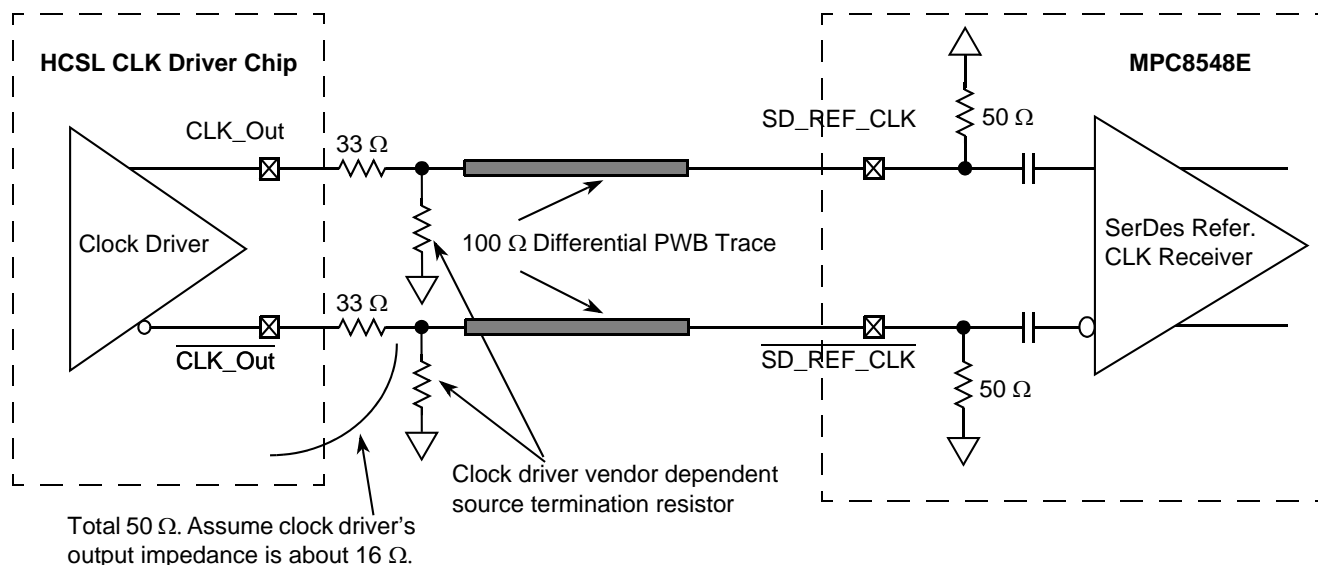 HCSL CLK Driver Chip
MPC8548E
CLK_Out
33 Ω
SD_REF_CLK
50 Ω
Clock Driver
100 Ω Differential PWB Trace
SerDes Refer.
CLK Receiver
33 Ω
CLK_Out
SD_REF_CLK
50 Ω
Clock driver vendor dependent
source termination resistor
Total 50 Ω. Assume clock driver's
output impedance is about 16 Ω.